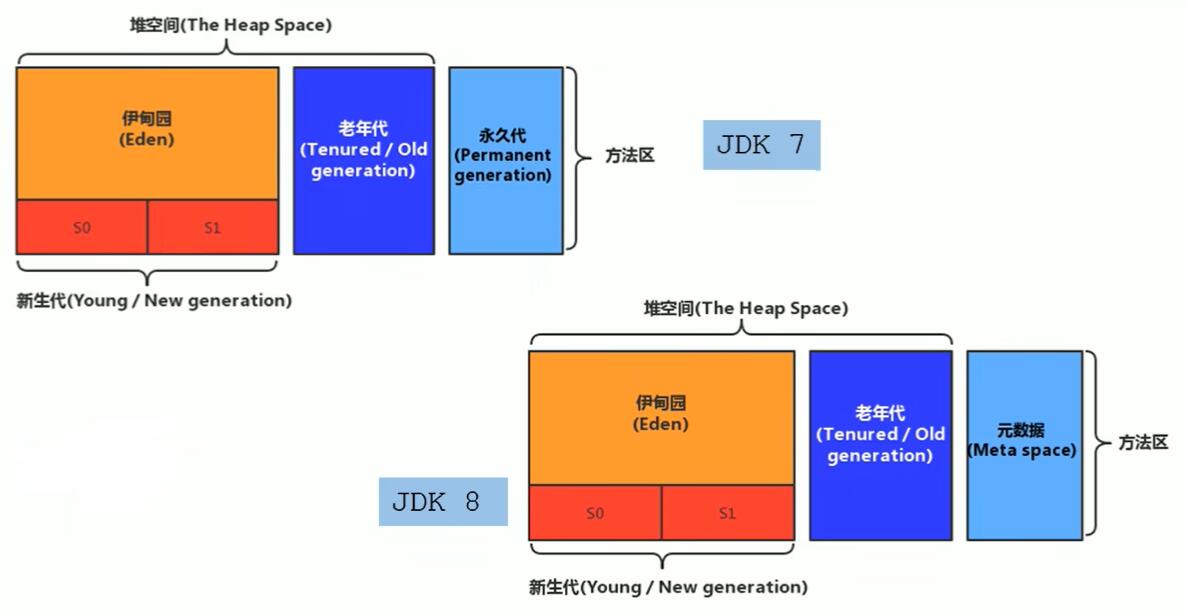 堆空间(The Heap Space)
伊甸园
(Eden)
老年代
(Tenured / Old
generation)
永久代
(Permanent
generation)
方法区
JDK 7
S0
S1
新生代(Young / New generation)
堆空间(The Heap Space)
伊甸园
(Eden)
老年代
(Tenured / Old
generation)
元数据
(Meta space)
方法区
JDK 8
S0
S1
新生代(Young / New generation)